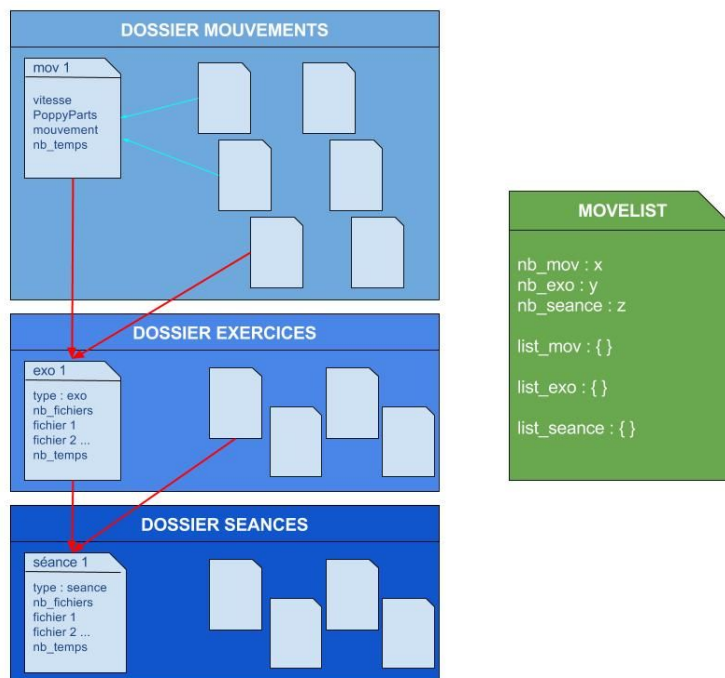 DOSSIER MOUVEMENTS
mov 1
vitesse
PoppyParts
mouvement
nb_temps
DOSSIER EXERCICES
exo 1
type : exo
nb_fichiers
fichier 1
fichier 2 ...
nb_temps
DOSSIER SEANCES
séance 1
type : seance
nb_fichiers
fichier 1
fichier 2 ...
nb_temps
MOVELIST
nb_mov : x
nb_exo : y
nb_seance : z
list_mov : { }
list_exo : { }
list_seance : { }